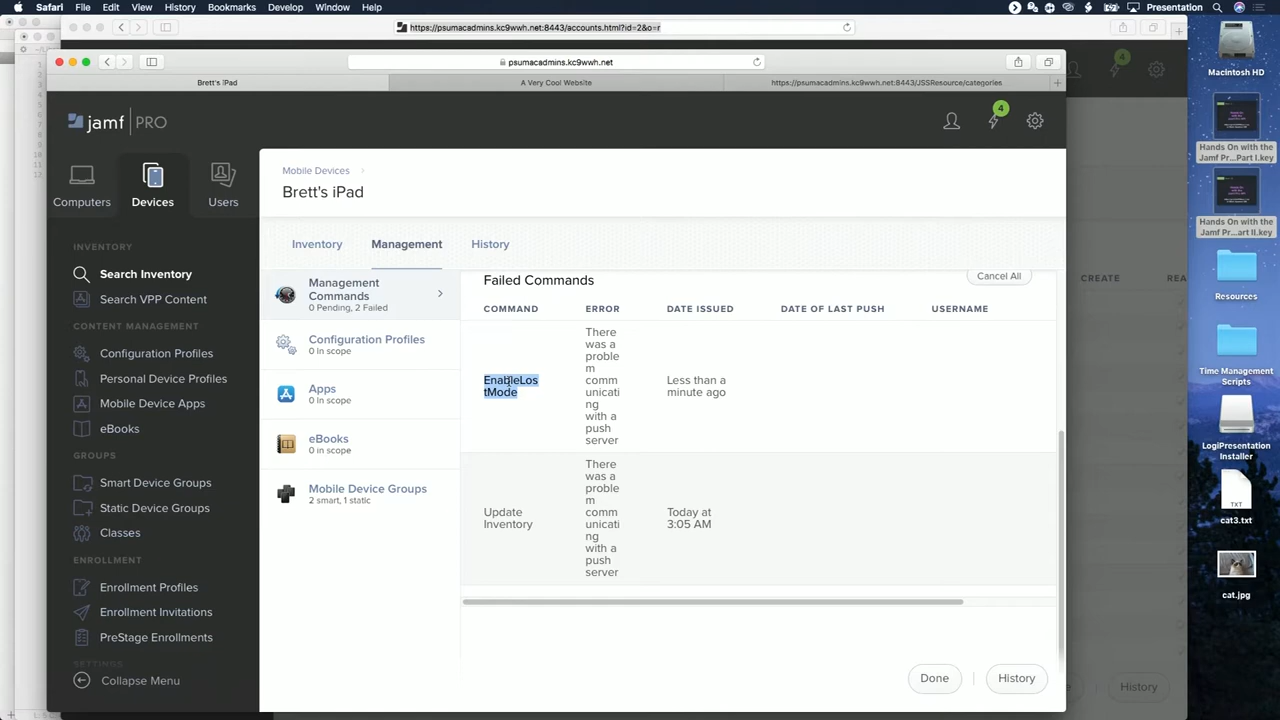 Safari File Edit View History Bookmarks Develop Window Help Presentation
https://psumacadmins.kc9wwh.net:8443/accounts.html?id=2&o=r
psumacadmins.kc9wwh.net
Brett's iPad
A Very Cool Website
https://psumacadmins.kc9wwh.net:8443/JSSResource/categories
jamf PRO
4
4
Computers
Devices
Users
INVENTORY
Search Inventory
Search VPP Content
CONTENT MANAGEMENT
Configuration Profiles
Personal Device Profiles
Mobile Device Apps
eBooks
GROUPS
Smart Device Groups
Static Device Groups
Classes
ENROLLMENT
Enrollment Profiles
Enrollment Invitations
PreStage Enrollments
SETTINGS
Collapse Menu
Mobile Devices
Brett's iPad
Inventory
Management
History
Management
Commands
0 Pending, 2 Failed
Configuration Profiles
0 in scope
Apps
0 in scope
eBooks
0 in scope
Mobile Device Groups
2 smart, 1 static
Failed Commands
Cancel All
COMMAND ERROR DATE ISSUED DATE OF LAST PUSH USERNAME
EnableLos
tMode
There
was a
proble
m
comm
unicati
ng
with a
push
server
Less than a
minute ago
Update
Inventory
There
was a
proble
m
comm
unicati
ng
with a
push
server
Today at
3:05 AM
Done
History
CREATE
REA
History
Macintosh HD
Hands On with the
Jamf Pr...Part I.key
Hands On with the
Jamf Pr...art II.key
Resources
Time Management
Scripts
LogiPresentation
Installer
TXT
cat3.txt
cat.jpg